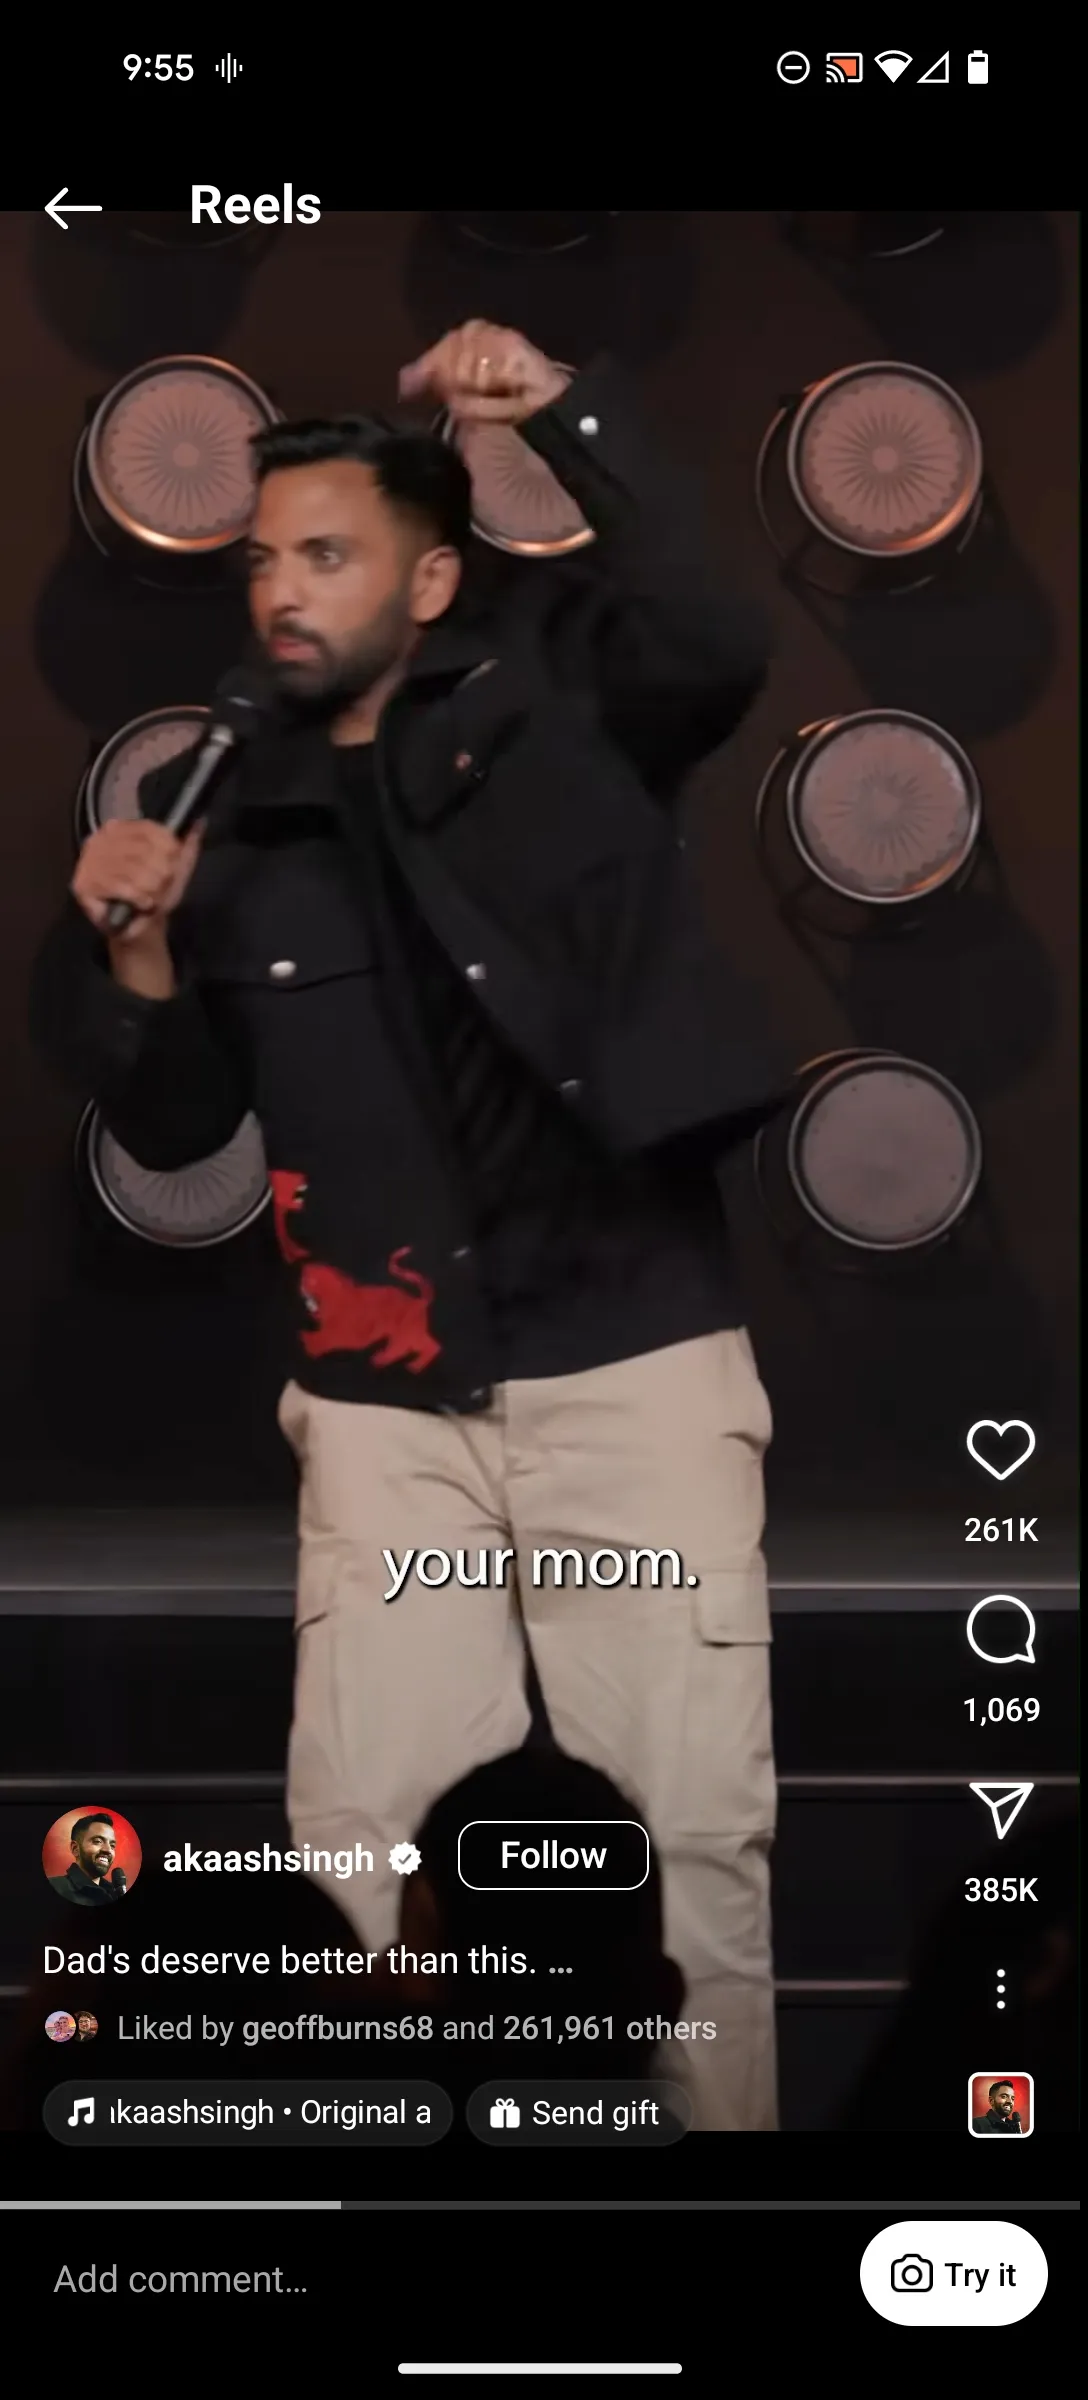 9:55
Reels
your mom.
261K
1,069
385K
akaashsingh
Follow
Dad's deserve better than this. ...
Liked by geoffburns68 and 261,961 others
akaashsingh • Original a
Send gift
Add comment...
Try it